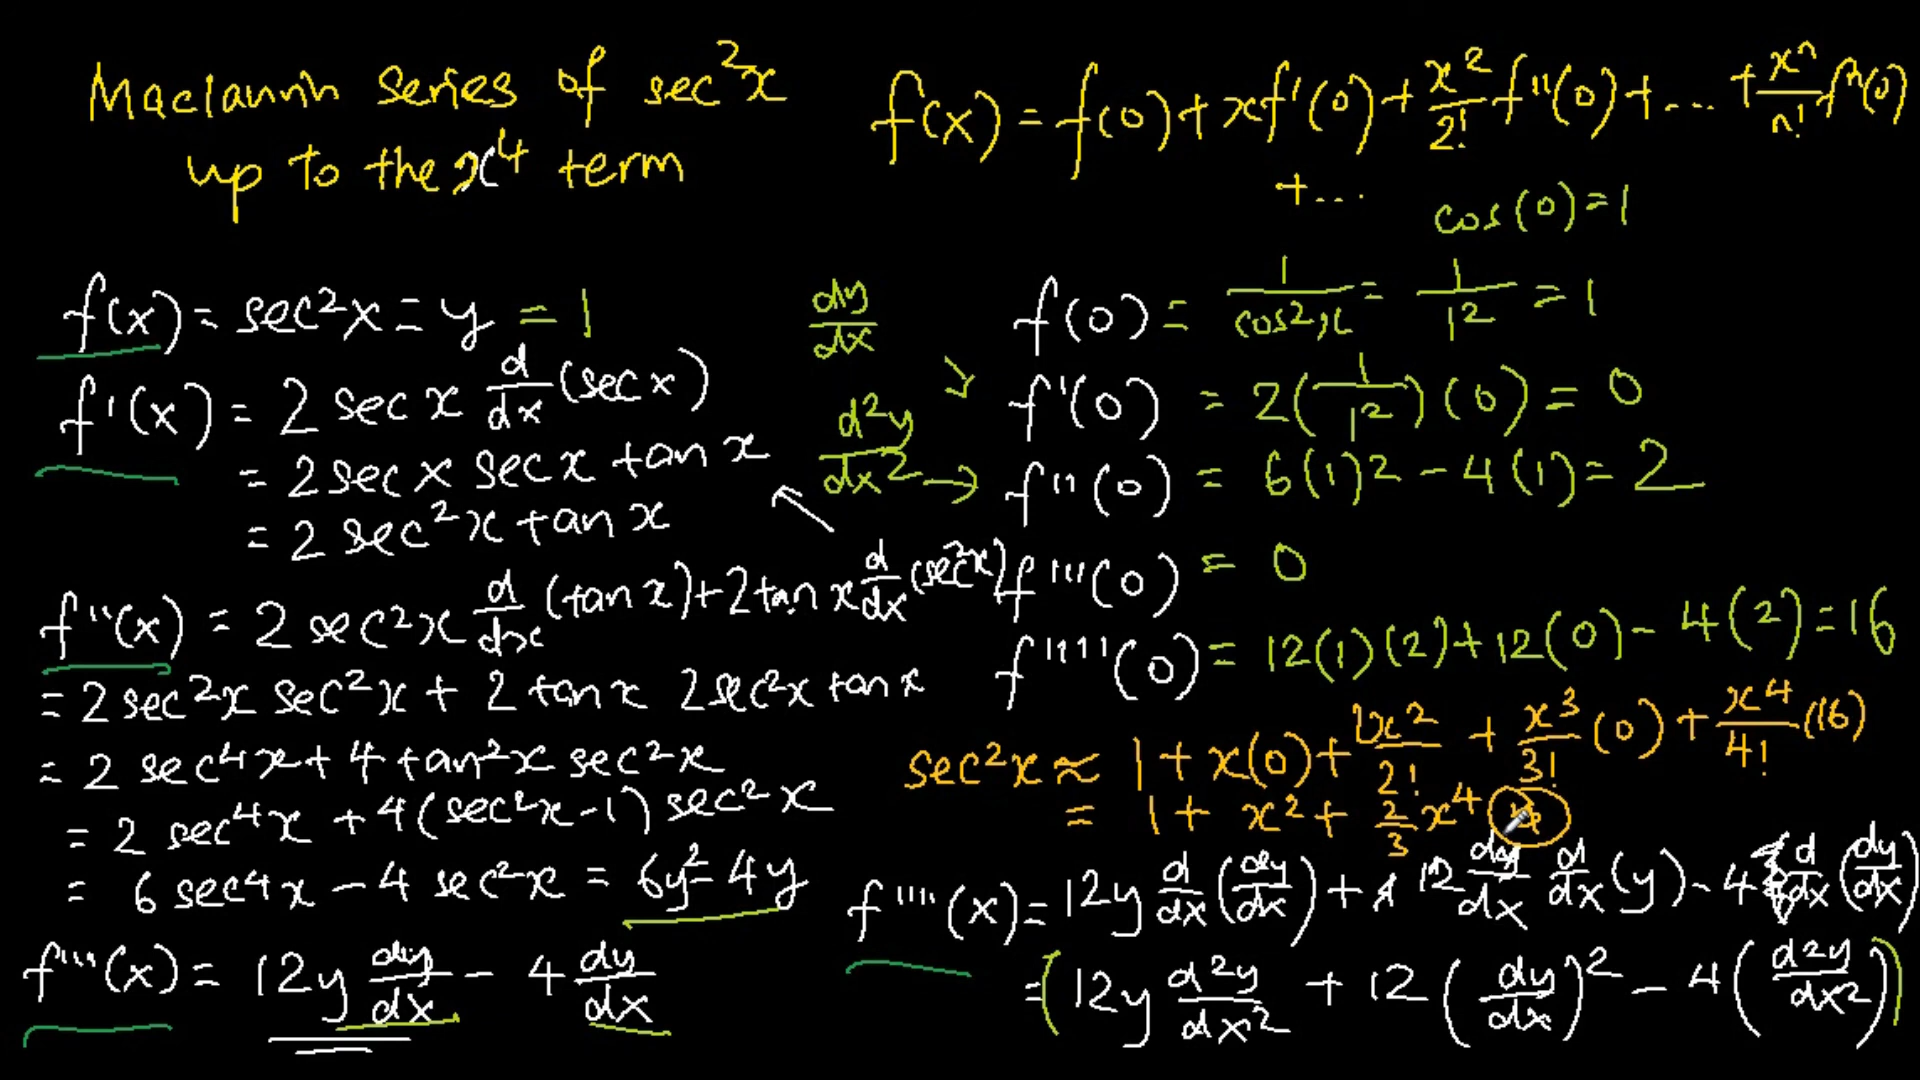 Maclaurin series of sec²x
up to the x⁴ term
f(x) = f(0) + xf'(0) + x²/2! f''(0) + ... + xⁿ/n! fⁿ(0)
+ ...
cos(0) = 1
f(x) = sec²x = y = 1
f'(x) = 2 sec x d/dx (sec x)
= 2 sec x sec x tan x
= 2 sec²x tan x
f''(x) = 2 sec²x d/dx (tan x) + 2 tan x d/dx (sec²x)
= 2 sec²x sec²x + 2 tan x 2 sec²x tan x
= 2 sec⁴x + 4 tan²x sec²x
= 2 sec⁴x + 4(sec²x - 1) sec²x
= 6 sec⁴x - 4 sec²x = 6y² - 4y
f'''(x) = 12y dy/dx - 4 dy/dx
dy/dx
d²y/dx² →
f(0) = 1/cos²x = 1/1² = 1
f'(0) = 2(1/1²)(0) = 0
f''(0) = 6(1)² - 4(1) = 2
f'''(0) = 0
f''''(0) = 12(1)(2) + 12(0) - 4(2) = 16
sec²x ≈ 1 + x(0) + 2x²/2! + x³/3! (0) + x⁴/4! (16)
= 1 + x² + 2/3 x⁴
f''''(x) = 12y d/dx (dy/dx) + 12 dy/dx d/dx (y) - 4 d/dx (dy/dx)
= (12y d²y/dx² + 12 (dy/dx)² - 4 (d²y/dx²))